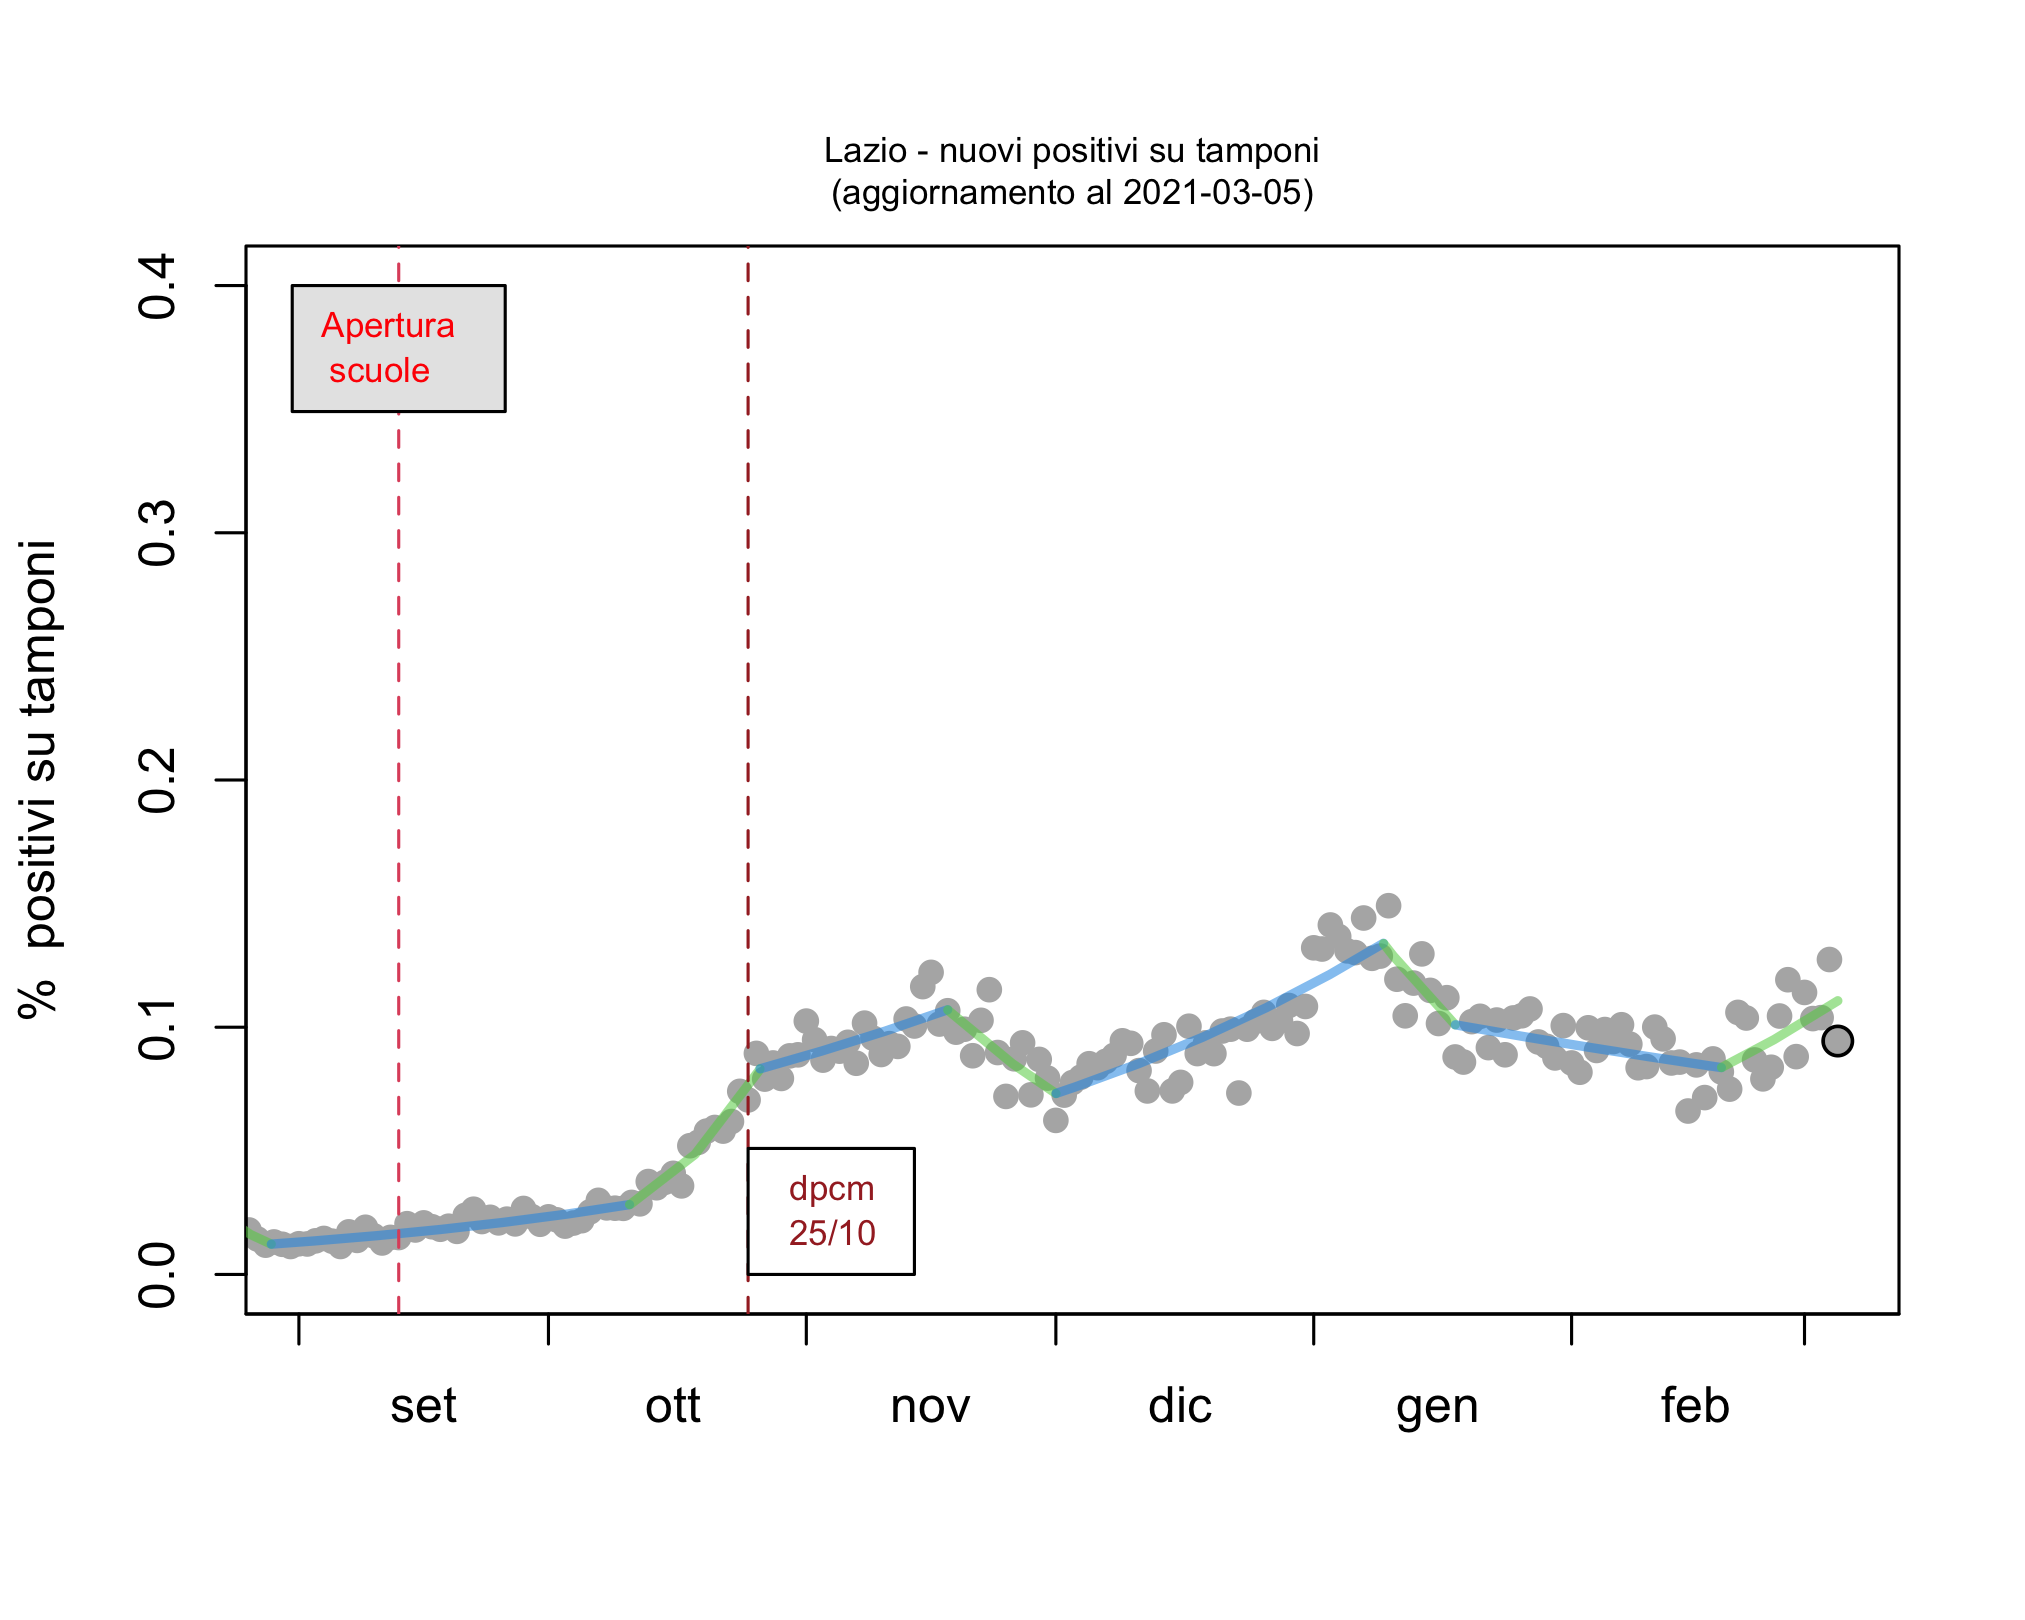 Lazio - nuovi positivi su tamponi
(aggiornamento al 2021-03-05)
% positivi su tamponi
0.4
0.3
0.2
0.1
0.0
Apertura
scuole
dpcm
25/10
set
ott
nov
dic
gen
feb